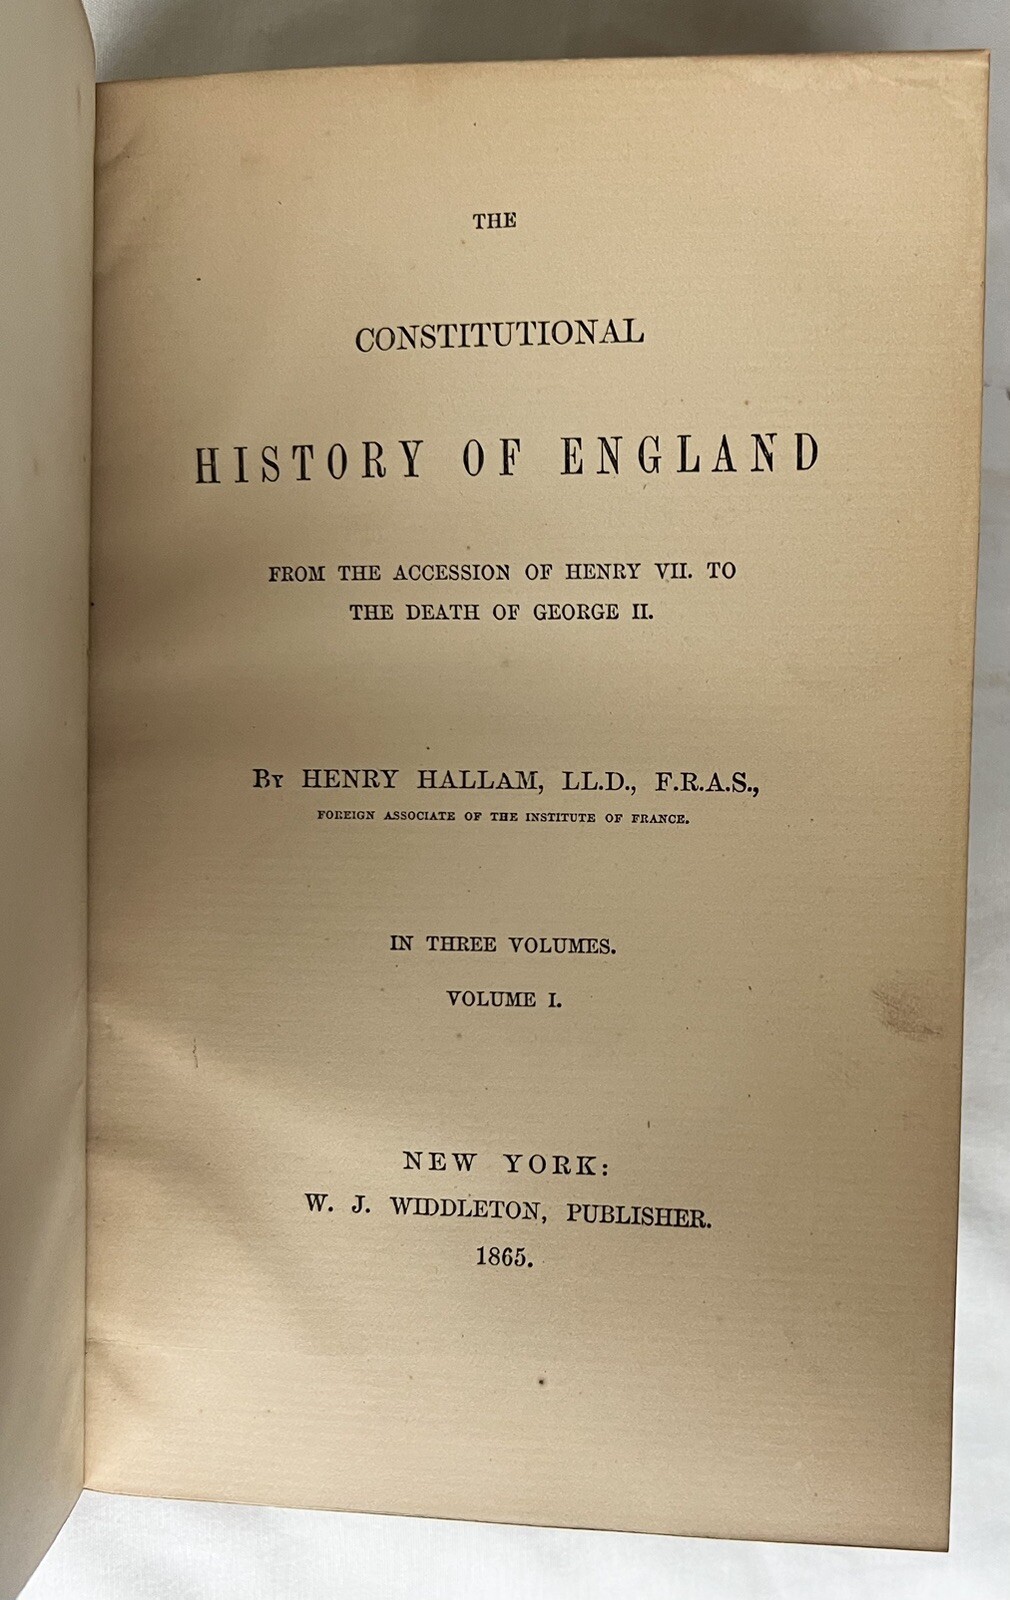 THE
CONSTITUTIONAL
HISTORY OF ENGLAND
FROM THE ACCESSION OF HENRY VII. TO
THE DEATH OF GEORGE II.
By HENRY HALLAM, LL.D., F.R.A.S.,
FOREIGN ASSOCIATE OF THE INSTITUTE OF FRANCE.
IN THREE VOLUMES.
VOLUME I.
NEW YORK:
W. J. WIDDLETON, PUBLISHER.
1865.